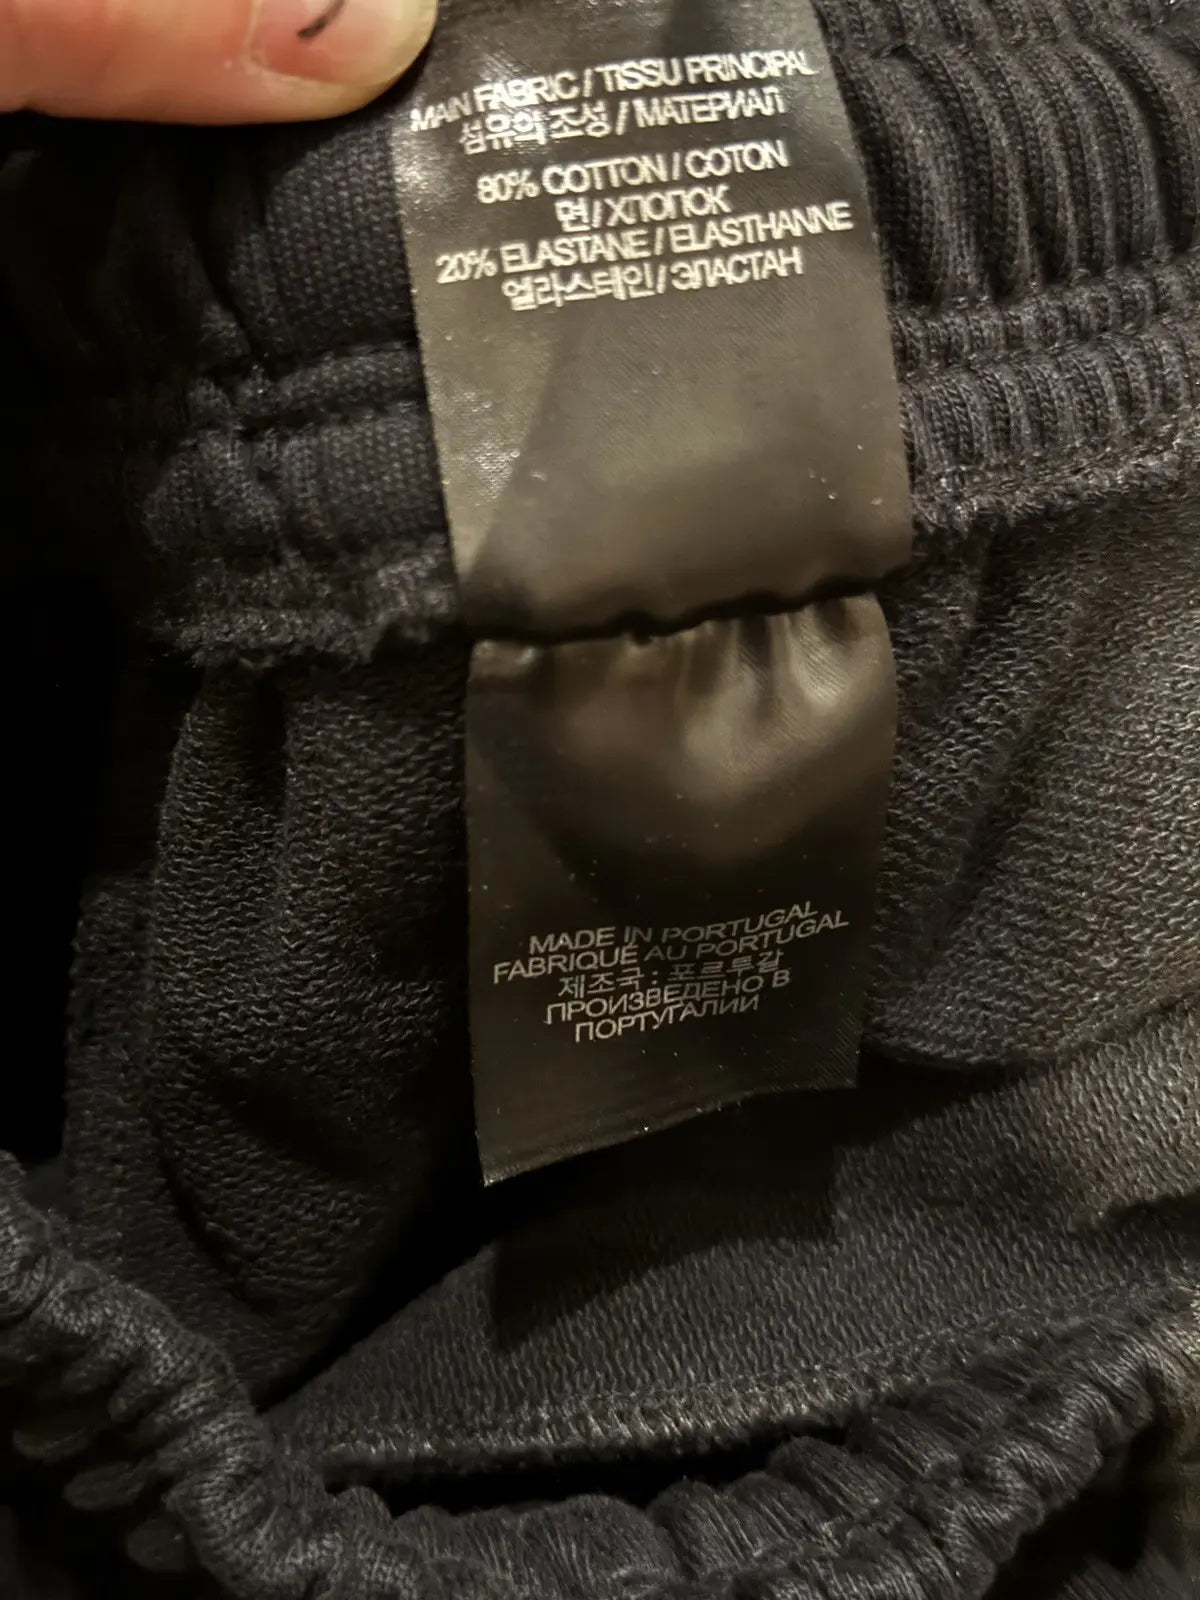 MAIN FABRIC / TISSU PRINCIPAL
섬유의 조성 / МАТЕРИАЛ
80% COTTON / COTON
면 / ХЛОПОК
20% ELASTANE / ELASTHANNE
엘라스테인 / ЭЛАСТАН
MADE IN PORTUGAL
FABRIQUÉ AU PORTUGAL
제조국 : 포르투갈
ПРОИЗВЕДЕНО В
ПОРТУГАЛИИ